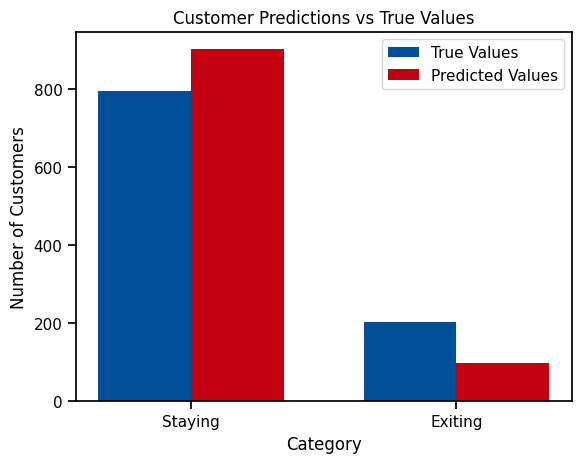 Customer Predictions vs True Values
True Values
Predicted Values
Number of Customers
800
600
400
200
0
Staying
Exiting
Category